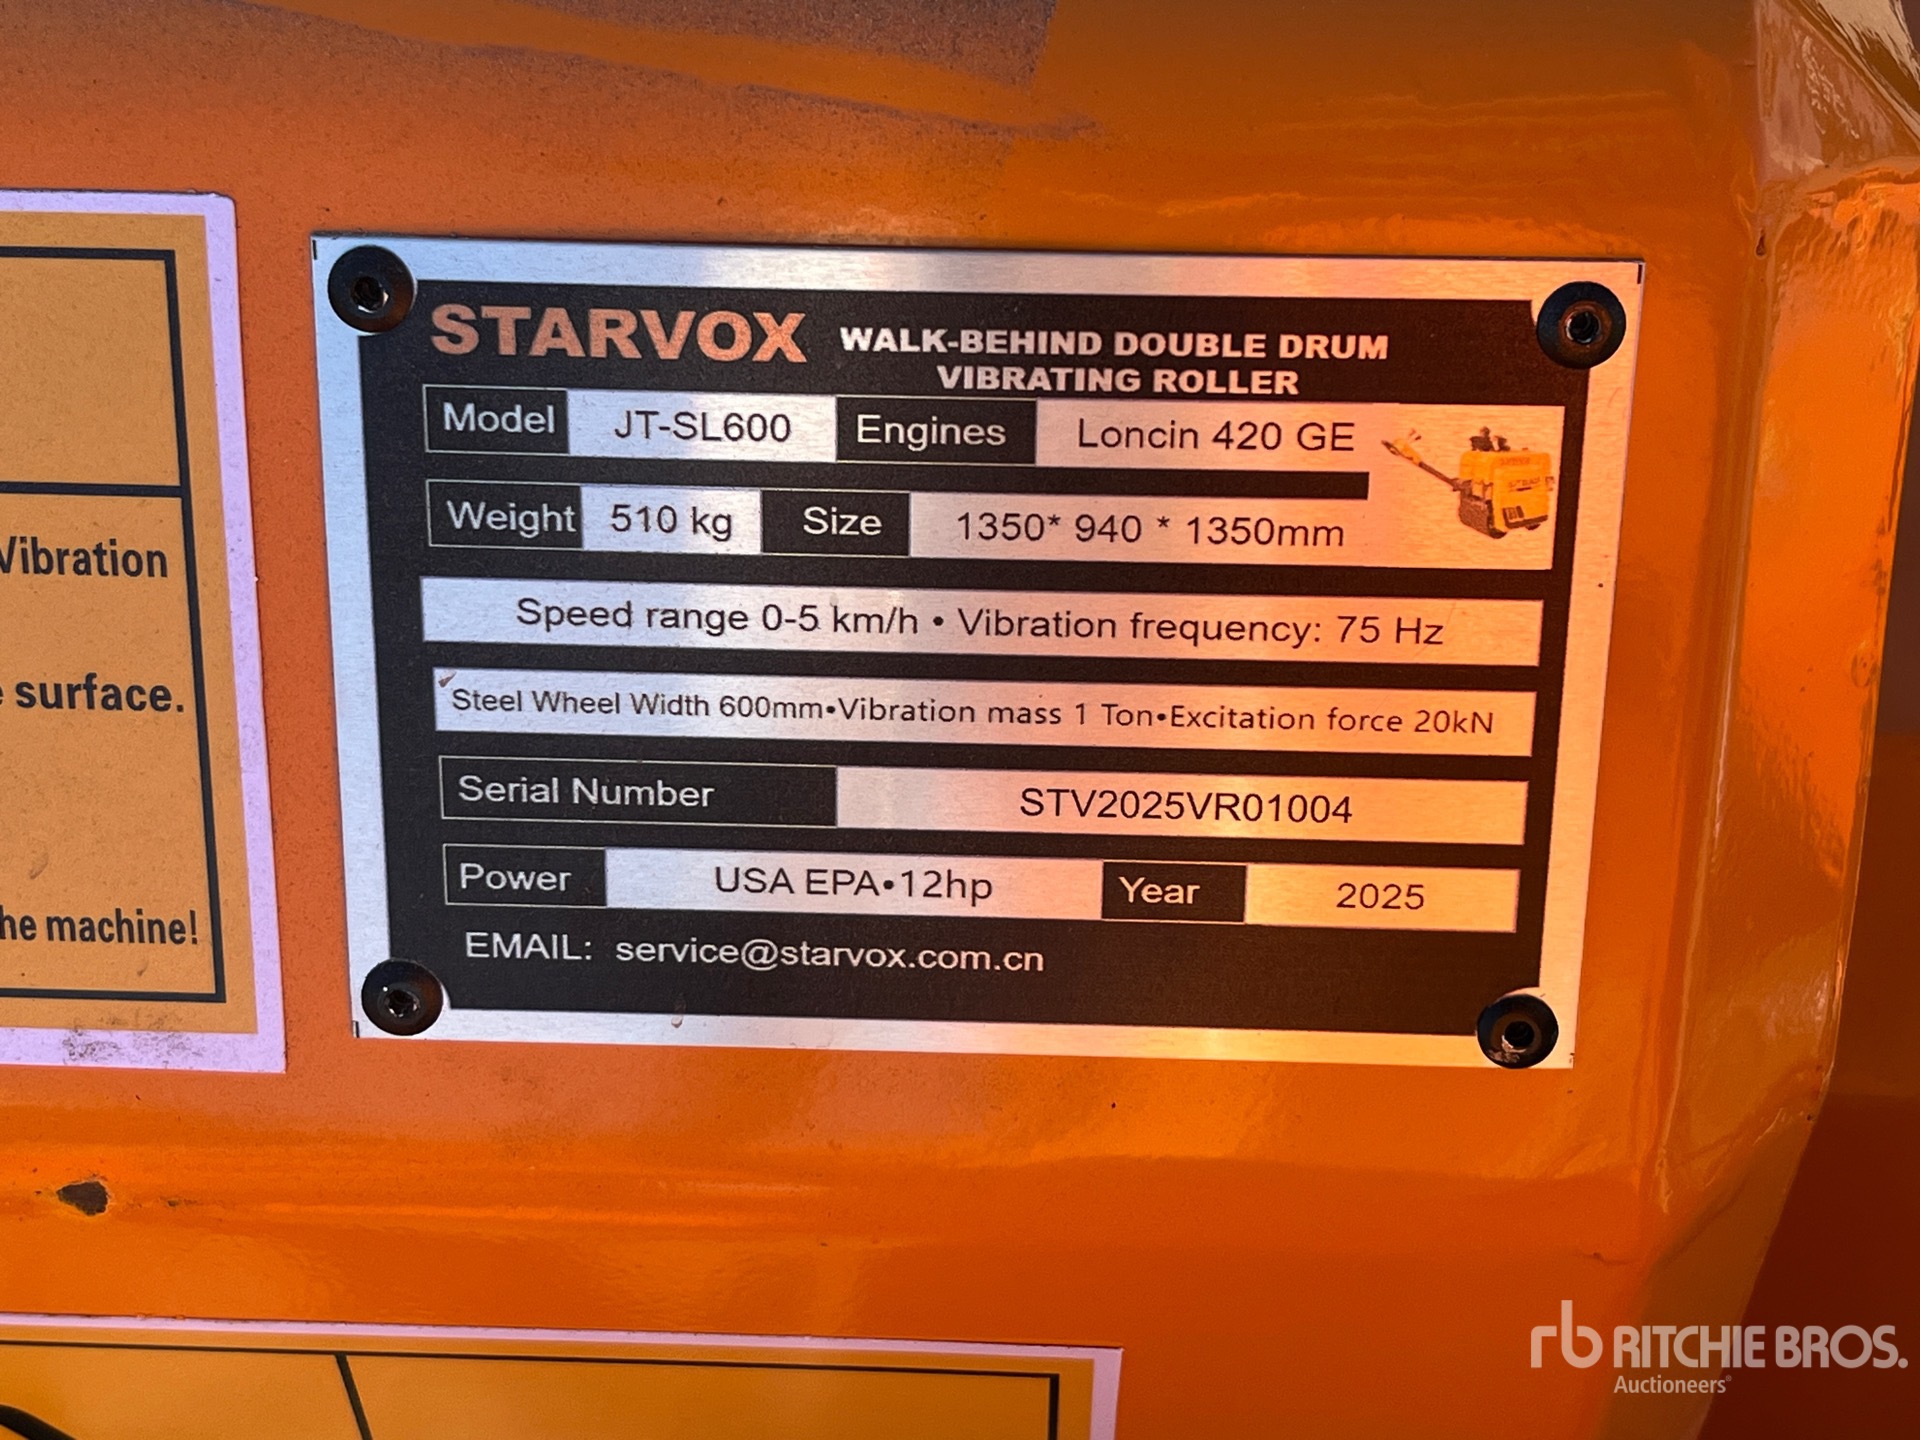 Vibration
surface.
he machine!
STARVOX WALK-BEHIND DOUBLE DRUM
VIBRATING ROLLER
Model JT-SL600 Engines Loncin 420 GE
Weight 510 kg Size 1350* 940 * 1350mm
Speed range 0-5 km/h • Vibration frequency: 75 Hz
Steel Wheel Width 600mm•Vibration mass 1 Ton•Excitation force 20kN
Serial Number STV2025VR01004
Power USA EPA•12hp Year 2025
EMAIL: service@starvox.com.cn
rb RITCHIE BROS.
Auctioneers®